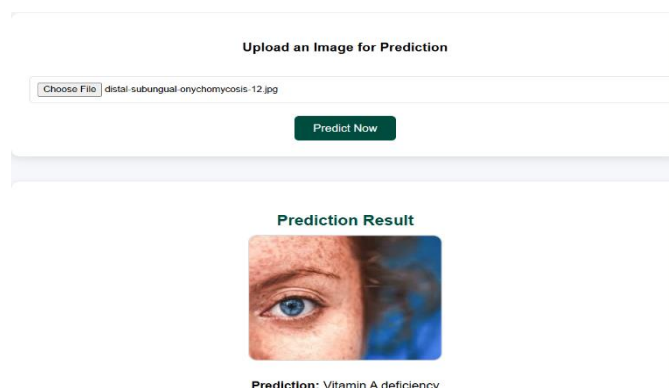 Upload an Image for Prediction
Choose File distal-subungual-onychomycosis-12.jpg
Predict Now
Prediction Result
Prediction: Vitamin A deficiency